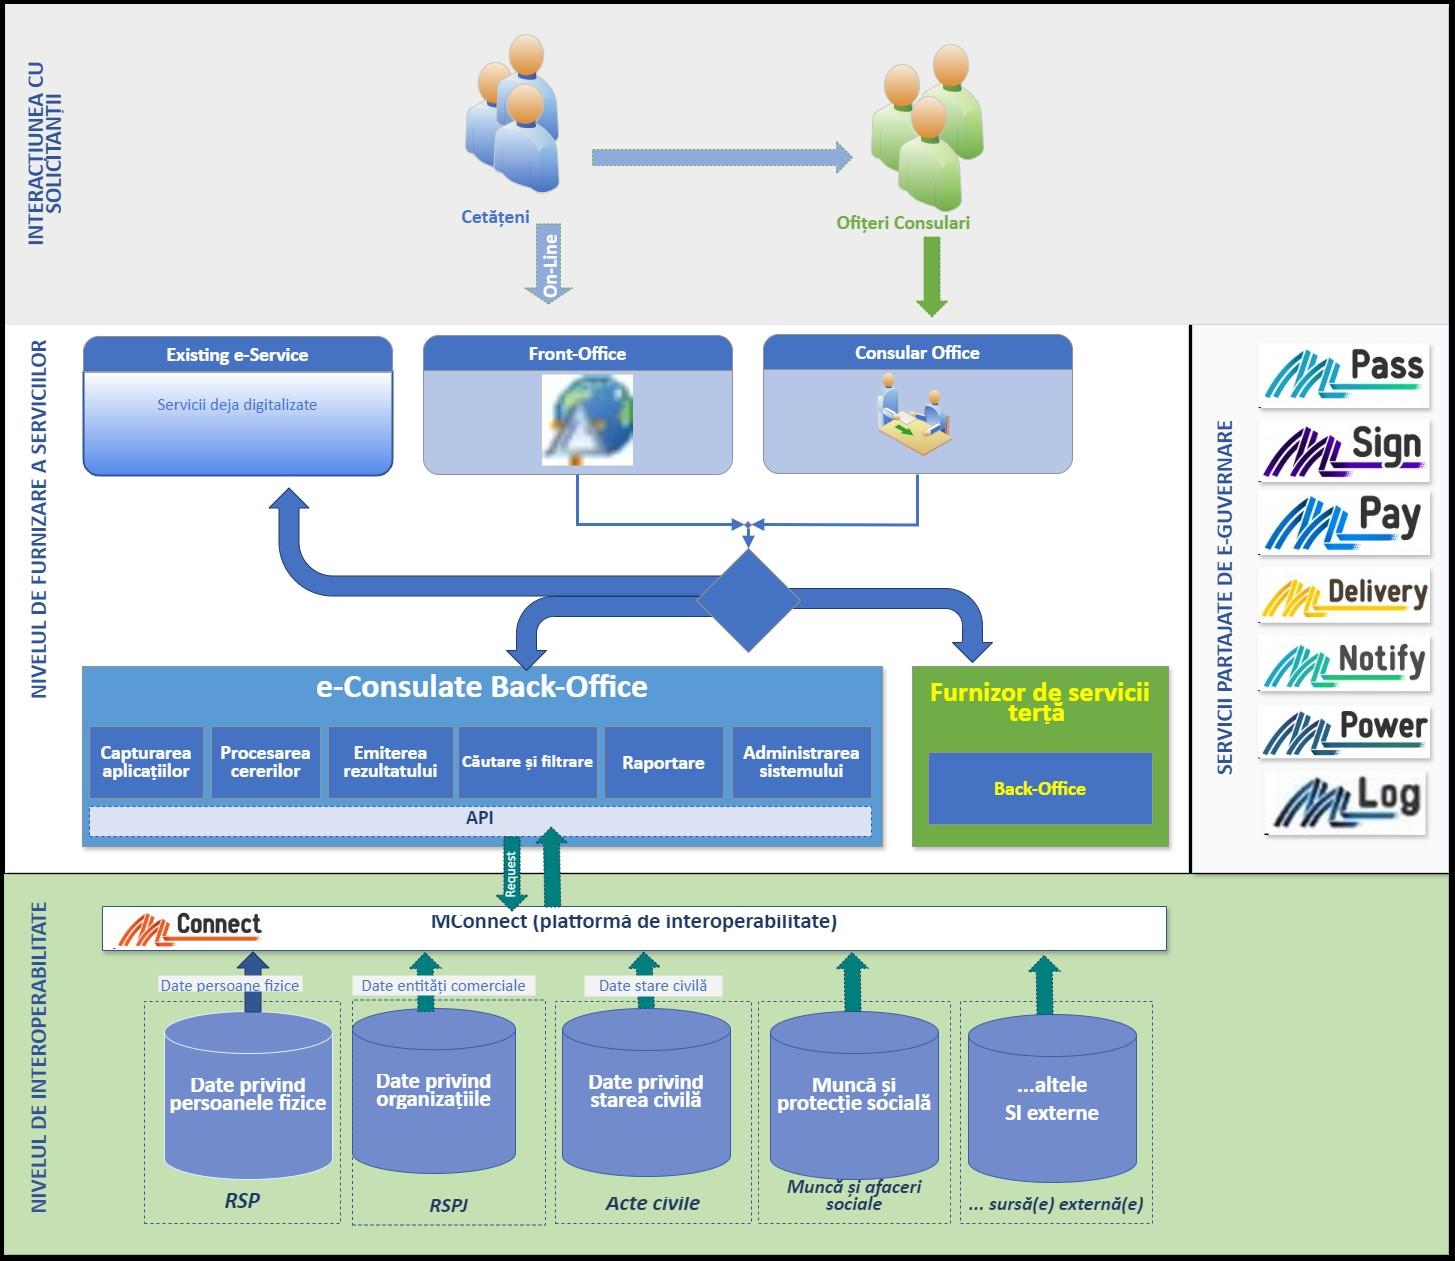 INTERACȚIUNEA CU
SOLICITANȚII
Cetățeni
Ofițeri Consulari
On-Line
NIVELUL DE FURNIZARE A SERVICIILOR
Existing e-Service
Servicii deja digitalizate
Front-Office
Consular Office
e-Consulate Back-Office
Capturarea
aplicațiilor
Procesarea
cererilor
Emiterea
rezultatului
Căutare și filtrare
Raportare
Administrarea
sistemului
API
Furnizor de servicii
terță
Back-Office
SERVICII PARTAJATE DE E-GUVERNARE
Pass
Sign
Pay
Delivery
Notify
Power
Log
NIVELUL DE INTEROPERABILITATE
Request
Connect
MConnect (platformă de interoperabilitate)
Date persoane fizice
Date entități comerciale
Date stare civilă
Date privind
persoanele fizice
RSP
Date privind
organizațiile
RSPJ
Date privind
starea civilă
Acte civile
Muncă și
protecție socială
Muncă și afaceri
sociale
...altele
SI externe
... sursă(e) externă(e)